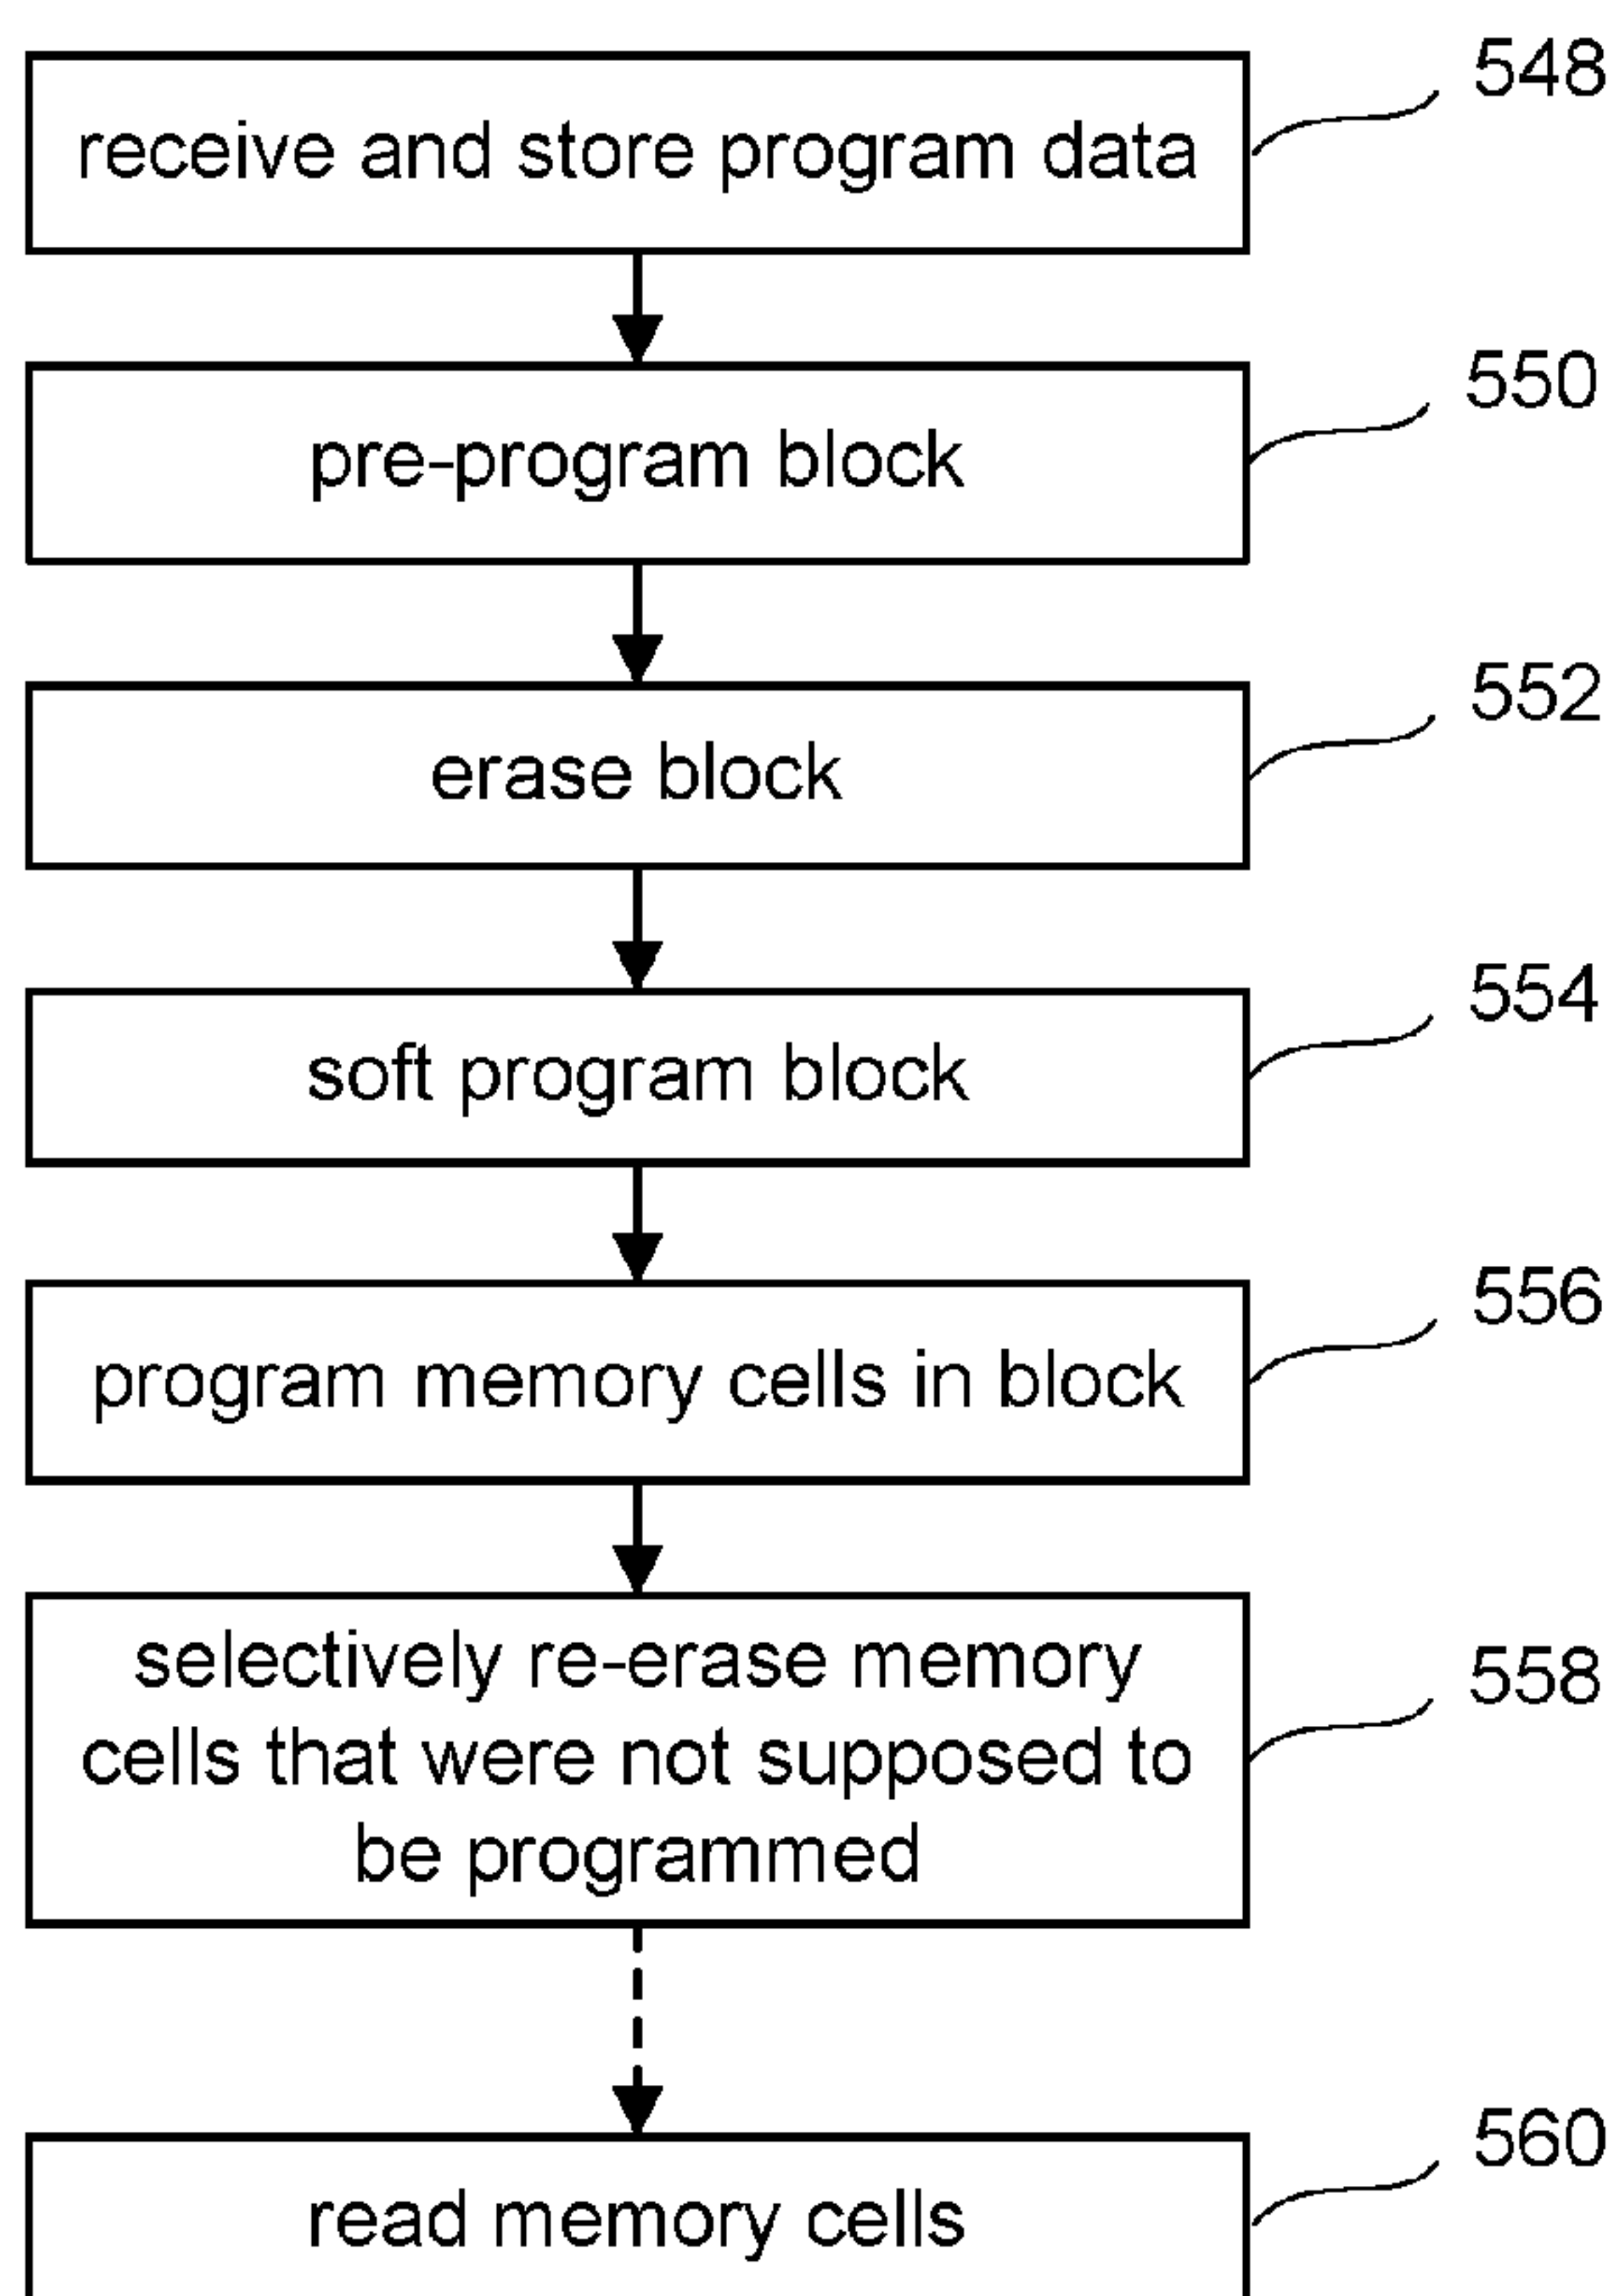 548
receive and store program data
550
pre-program block
552
erase block
554
soft program block
556
program memory cells in block
558
selectively re-erase memory
cells that were not supposed to
be programmed
560
read memory cells